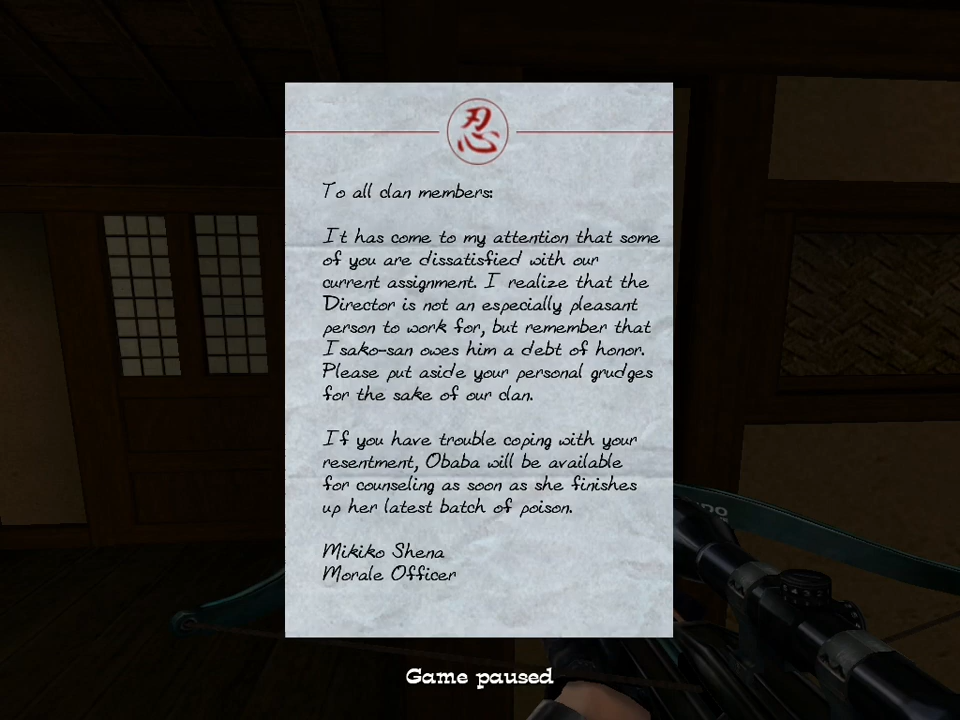 忍
To all clan members:
It has come to my attention that some
of you are dissatisfied with our
current assignment. I realize that the
Director is not an especially pleasant
person to work for, but remember that
Isako-san owes him a debt of honor.
Please put aside your personal grudges
for the sake of our clan.
If you have trouble coping with your
resentment, Obaba will be available
for counseling as soon as she finishes
up her latest batch of poison.
Mikiko Shena
Morale Officer
Game paused